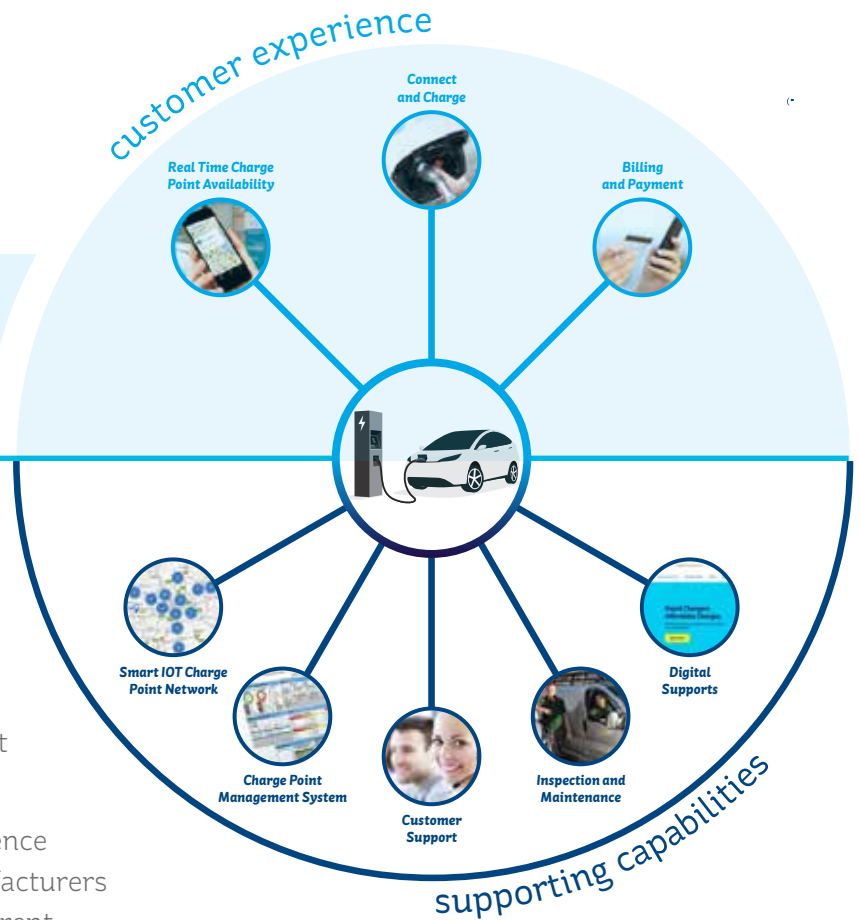 customer experience
Connect
and Charge
Real Time Charge
Point Availability
Billing
and Payment
Smart IOT Charge
Point Network
Digital
Supports
Charge Point
Management System
Inspection and
Maintenance
Customer
Support
supporting capabilities
t
ence
facturers